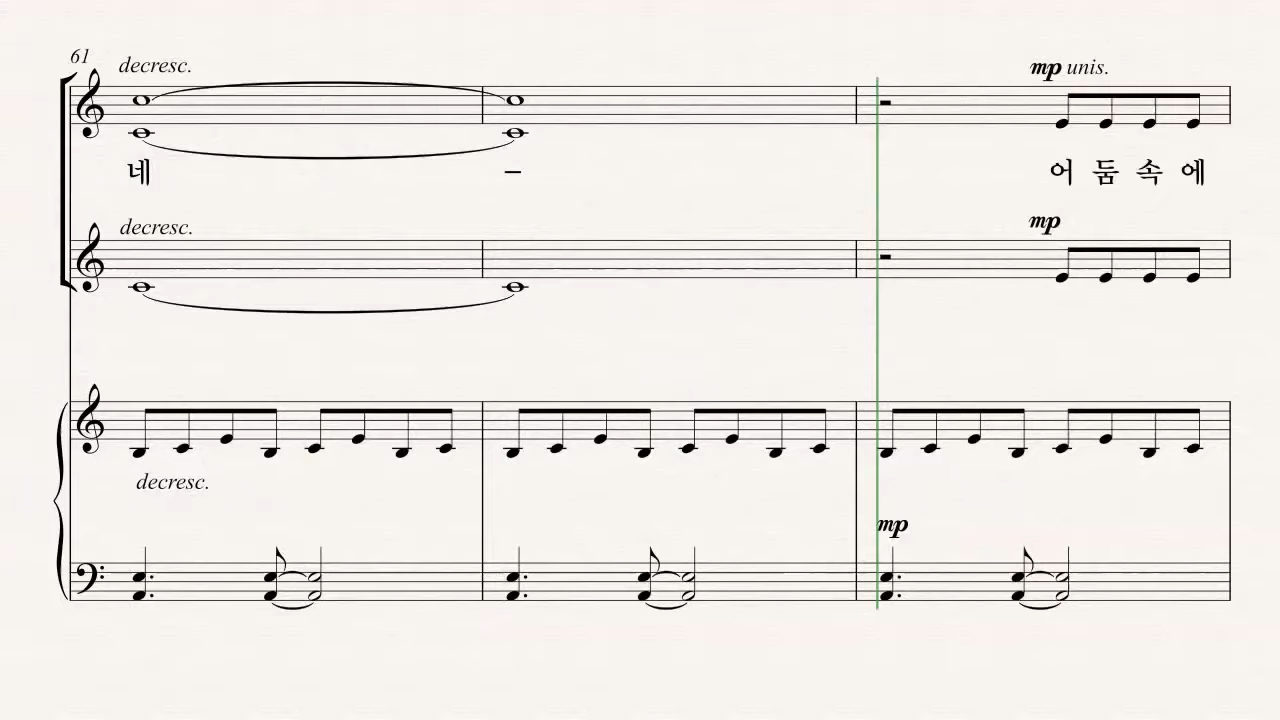 61
decresc.
mp unis.
네 – 어 둠 속 에
decresc.
mp
decresc.
mp